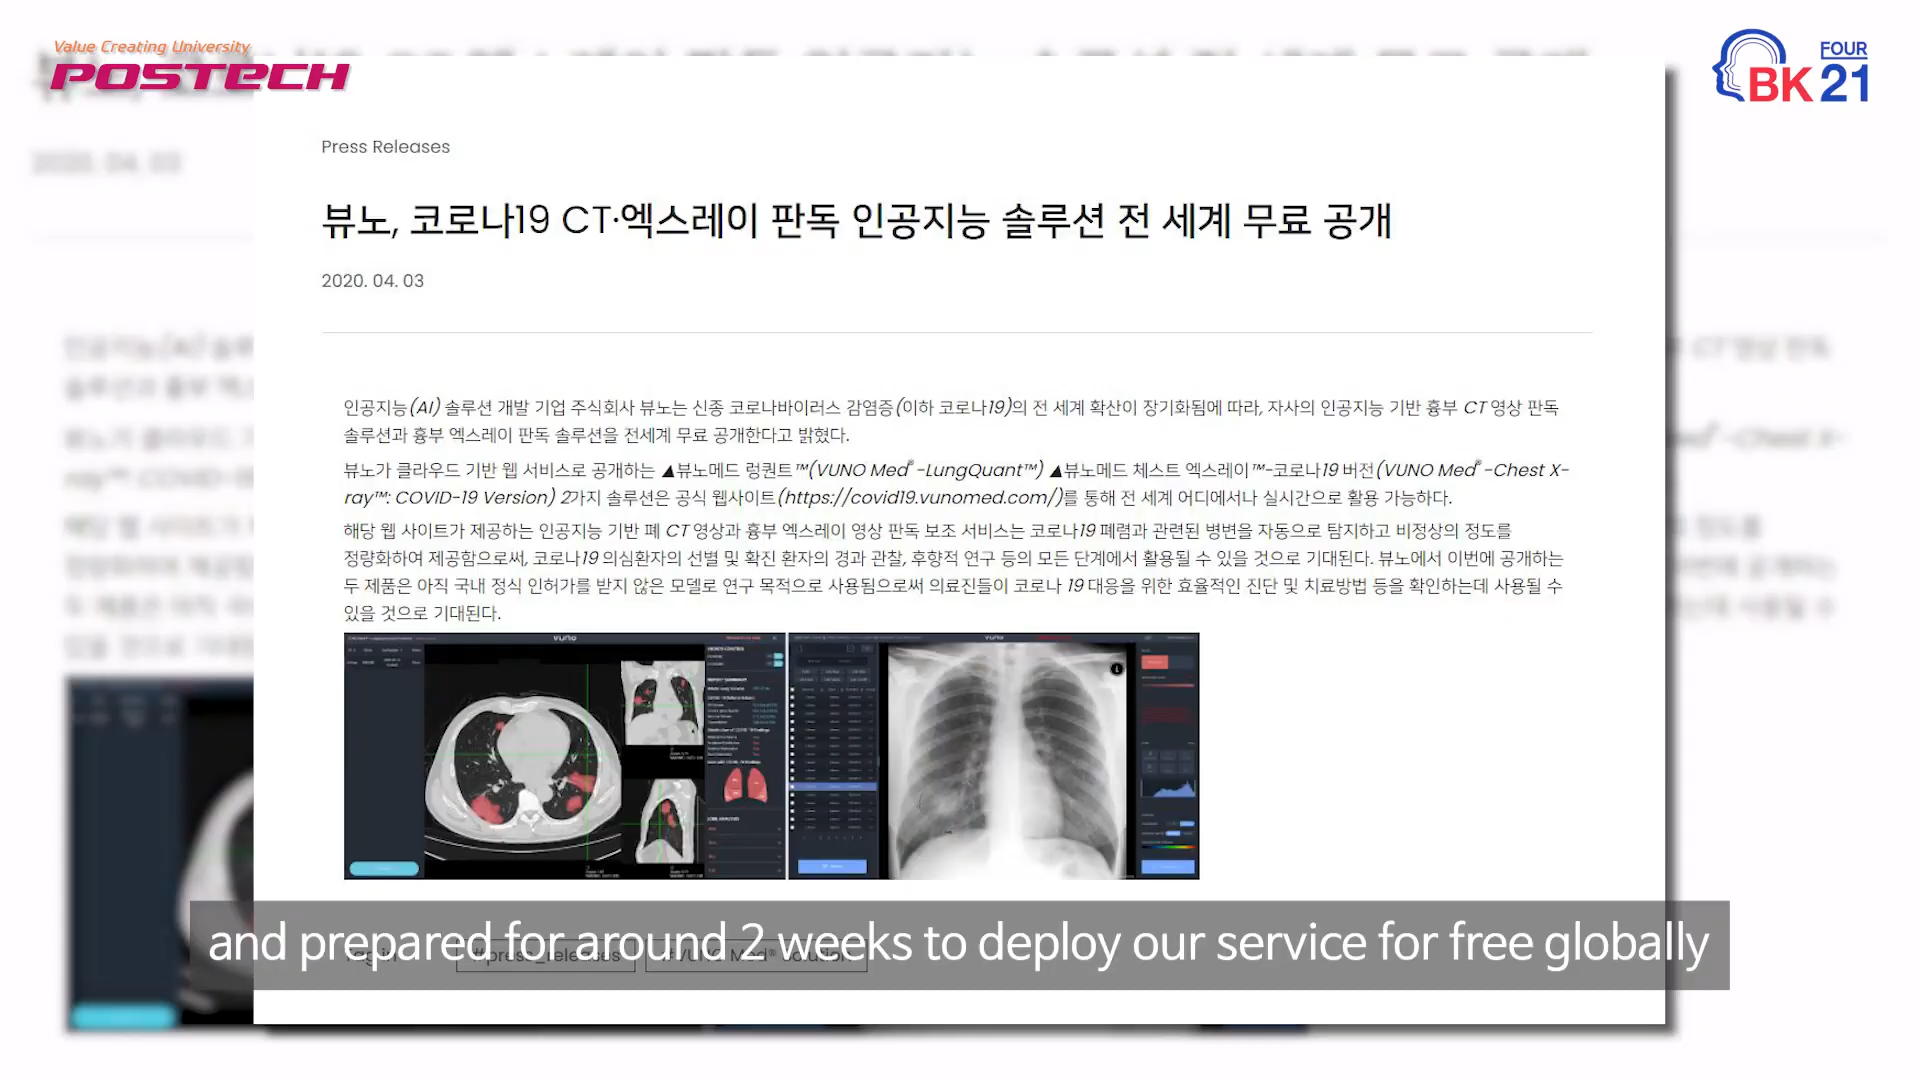 Value Creating University
POSTECH
FOUR
BK 21
Press Releases
뷰노, 코로나19 CT·엑스레이 판독 인공지능 솔루션 전 세계 무료 공개
2020. 04. 03
인공지능(AI) 솔루션 개발 기업 주식회사 뷰노는 신종 코로나바이러스 감염증(이하 코로나19)의 전 세계 확산이 장기화됨에 따라, 자사의 인공지능 기반 흉부 CT 영상 판독
솔루션과 흉부 엑스레이 판독 솔루션을 전세계 무료 공개한다고 밝혔다.
뷰노가 클라우드 기반 웹 서비스로 공개하는 ▲뷰노메드 렁퀀트™(VUNO Med®-LungQuant™) ▲뷰노메드 체스트 엑스레이™-코로나19 버전(VUNO Med®-Chest X-
ray™: COVID-19 Version) 2가지 솔루션은 공식 웹사이트(https://covid19.vunomed.com/)를 통해 전 세계 어디에서나 실시간으로 활용 가능하다.
해당 웹 사이트가 제공하는 인공지능 기반 폐 CT 영상과 흉부 엑스레이 영상 판독 보조 서비스는 코로나19 폐렴과 관련된 병변을 자동으로 탐지하고 비정상의 정도를
정량화하여 제공함으로써, 코로나19 의심환자의 선별 및 확진 환자의 경과 관찰, 후향적 연구 등의 모든 단계에서 활용될 수 있을 것으로 기대된다. 뷰노에서 이번에 공개하는
두 제품은 아직 국내 정식 인허가를 받지 않은 모델로 연구 목적으로 사용됨으로써 의료진들이 코로나 19 대응을 위한 효율적인 진단 및 치료방법 등을 확인하는데 사용될 수
있을 것으로 기대된다.
VUNO
VUNO
#press_releases #VUNO Med® Solution
and prepared for around 2 weeks to deploy our service for free globally